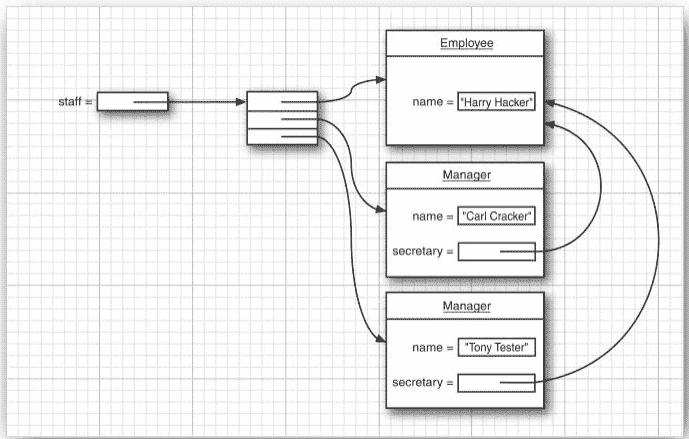 Employee
staff =
name = "Harry Hacker"
Manager
name = "Carl Cracker"
secretary =
Manager
name = "Tony Tester"
secretary =